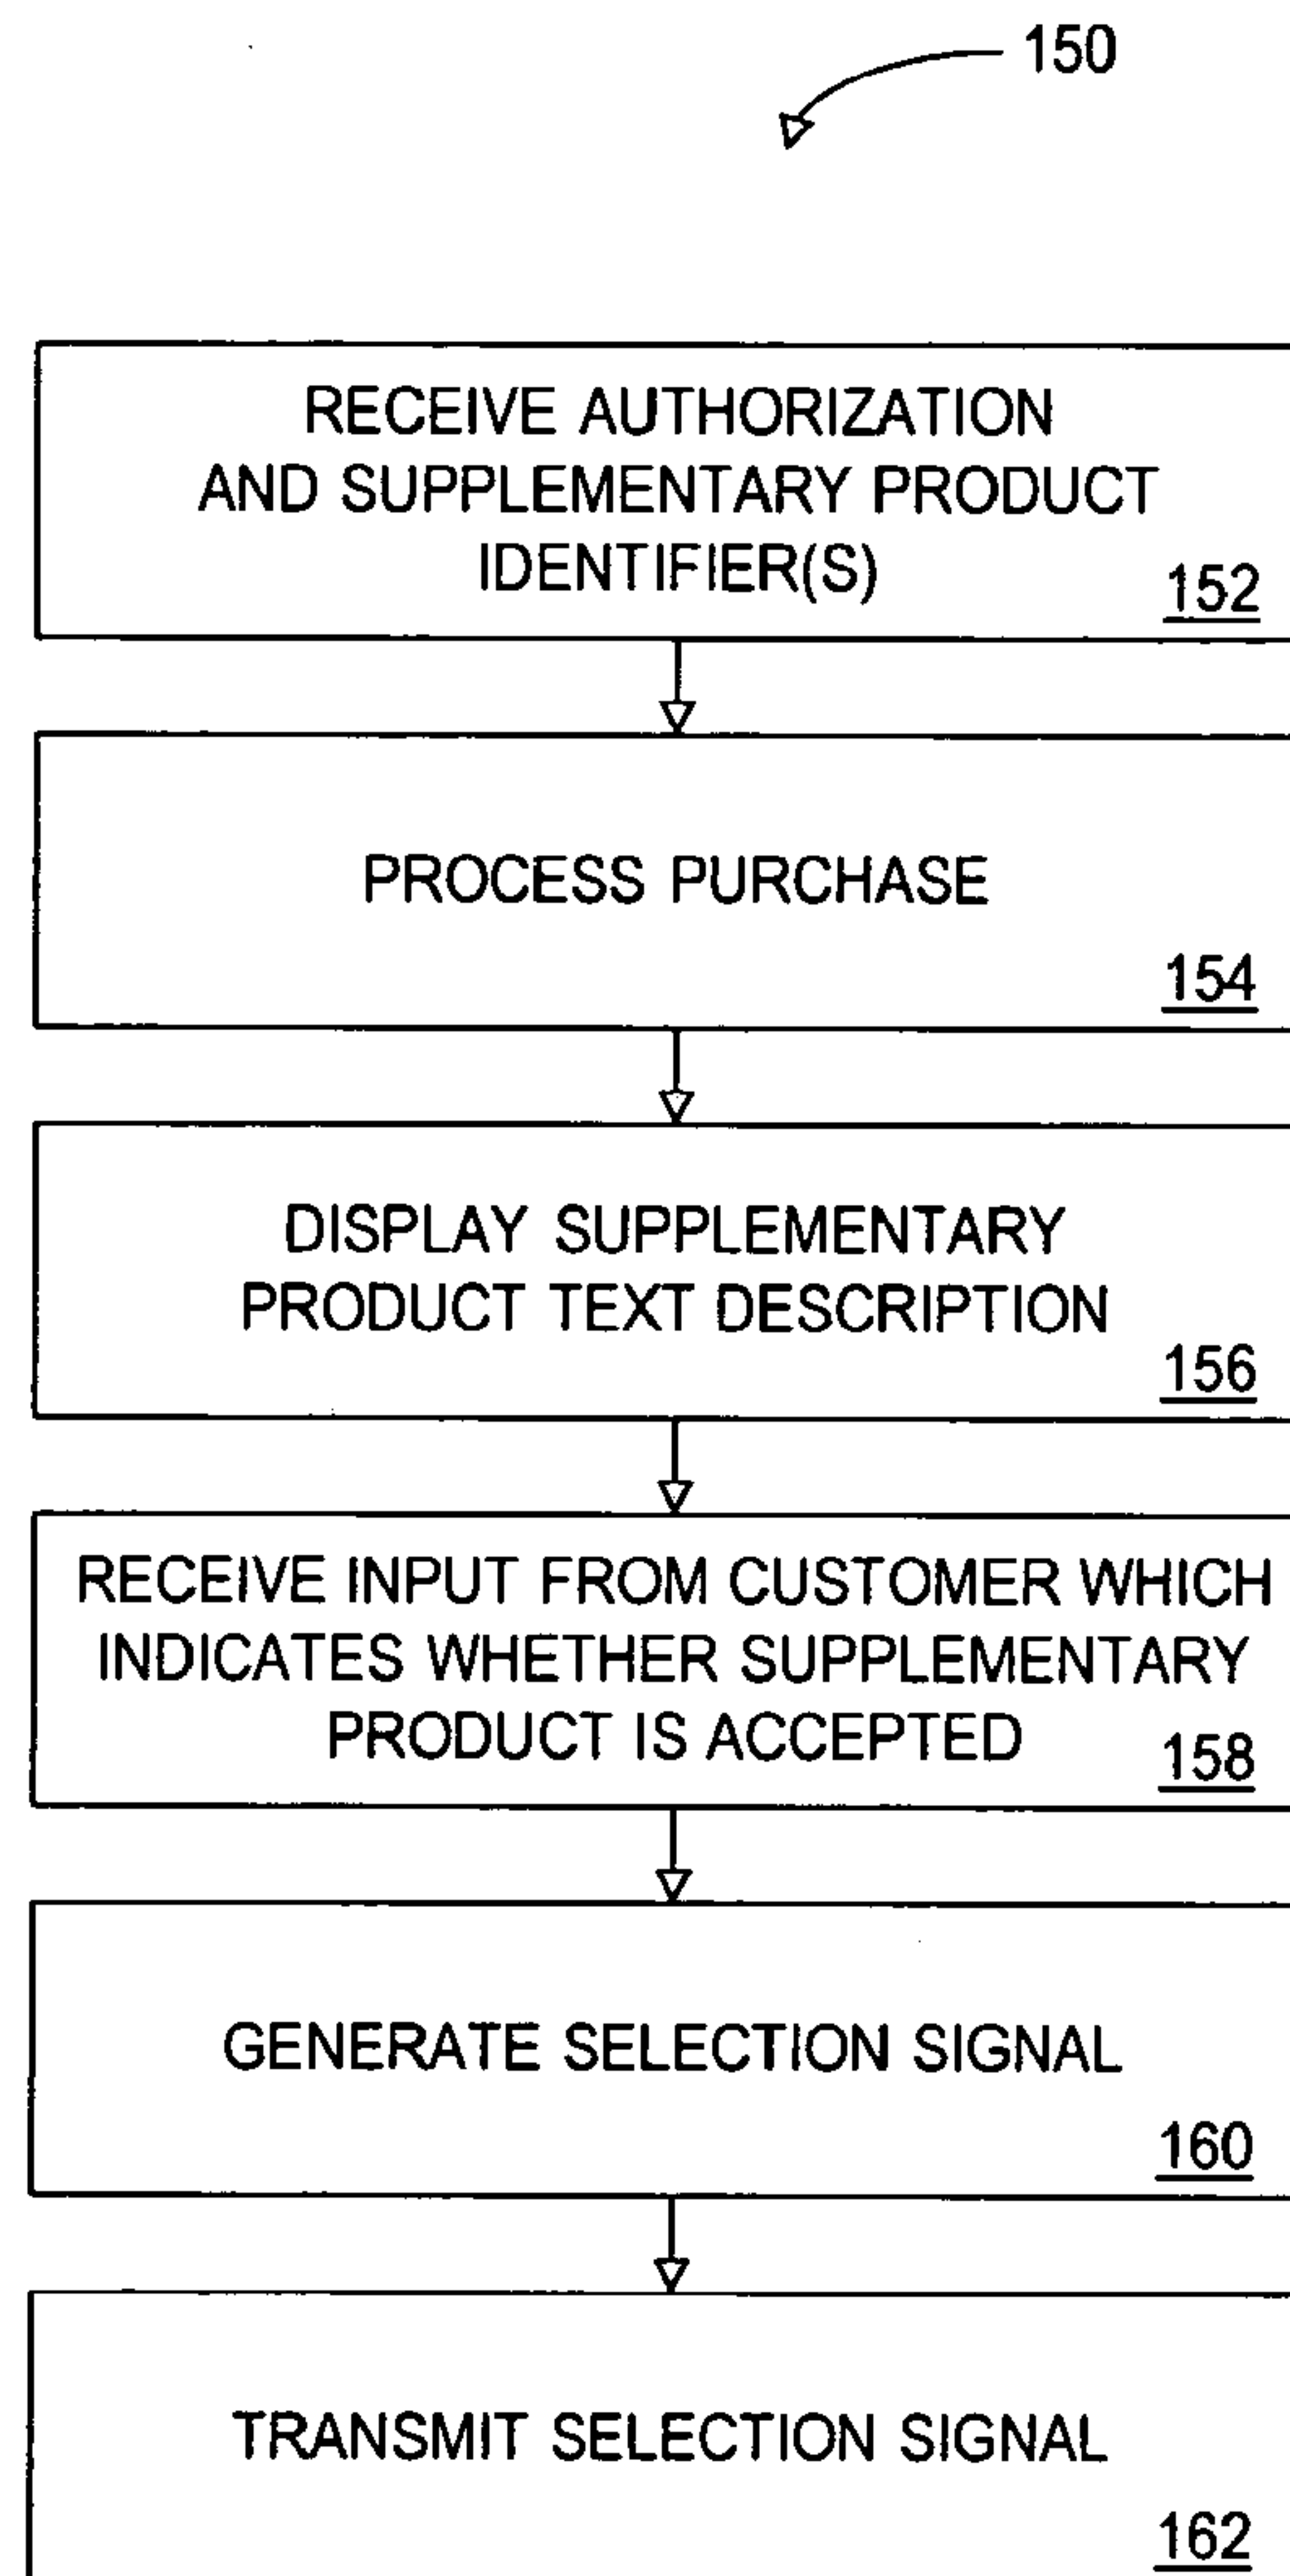 150
RECEIVE AUTHORIZATION
AND SUPPLEMENTARY PRODUCT
IDENTIFIER(S)
152
PROCESS PURCHASE
154
DISPLAY SUPPLEMENTARY
PRODUCT TEXT DESCRIPTION
156
RECEIVE INPUT FROM CUSTOMER WHICH
INDICATES WHETHER SUPPLEMENTARY
PRODUCT IS ACCEPTED
158
GENERATE SELECTION SIGNAL
160
TRANSMIT SELECTION SIGNAL
162